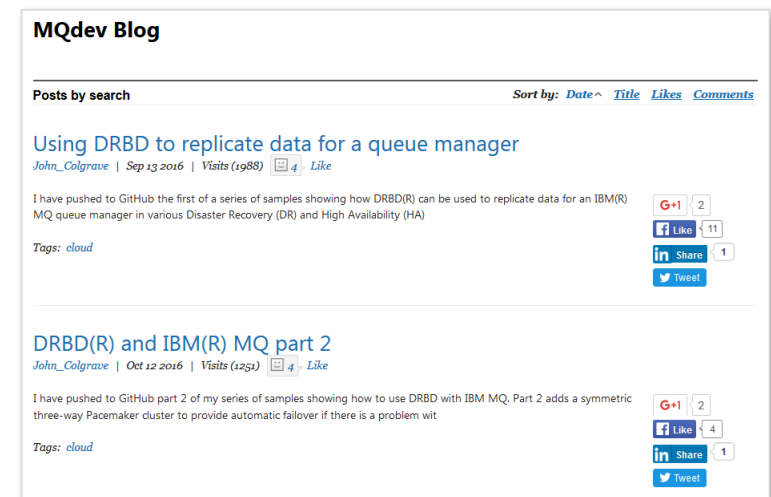 MQdev Blog
Posts by search
Sort by: Date^ Title Likes Comments
Using DRBD to replicate data for a queue manager
John_Colgrave | Sep 13 2016 | Visits (1988) 4 Like
I have pushed to GitHub the first of a series of samples showing how DRBD(R) can be used to replicate data for an IBM(R)
MQ queue manager in various Disaster Recovery (DR) and High Availability (HA)
Tags: cloud
G+1 2
f Like 11
in Share 1
Tweet
DRBD(R) and IBM(R) MQ part 2
John_Colgrave | Oct 12 2016 | Visits (1251) 4 Like
I have pushed to GitHub part 2 of my series of samples showing how to use DRBD with IBM MQ. Part 2 adds a symmetric
three-way Pacemaker cluster to provide automatic failover if there is a problem wit
Tags: cloud
G+1 2
f Like 4
in Share 1
Tweet